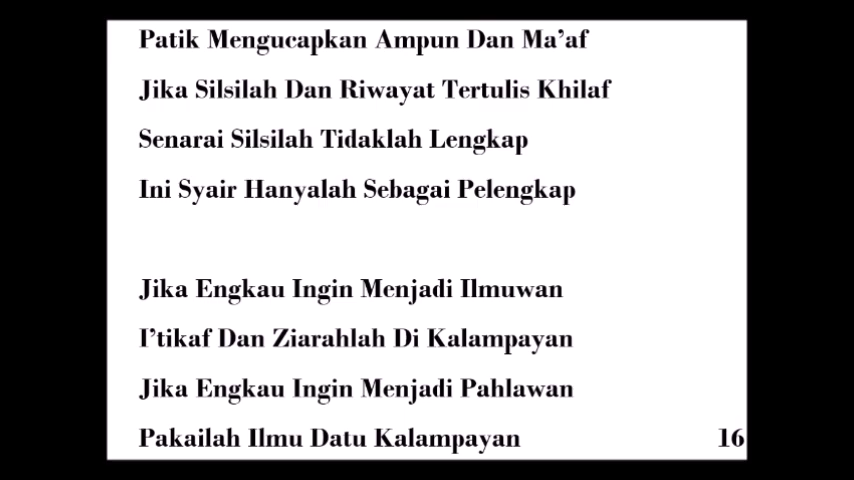 Patik Mengucapkan Ampun Dan Ma’af
Jika Silsilah Dan Riwayat Tertulis Khilaf
Senarai Silsilah Tidaklah Lengkap
Ini Syair Hanyalah Sebagai Pelengkap
Jika Engkau Ingin Menjadi Ilmuwan
I’tikaf Dan Ziarahlah Di Kalampayan
Jika Engkau Ingin Menjadi Pahlawan
Pakailah Ilmu Datu Kalampayan
16